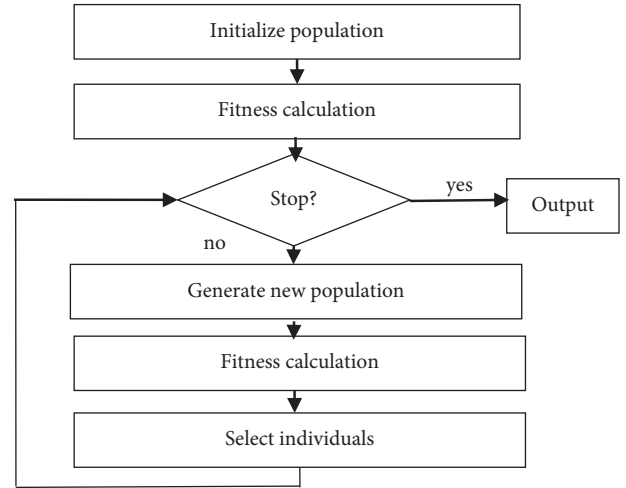 Initialize population
Fitness calculation
Stop?
yes
Output
no
Generate new population
Fitness calculation
Select individuals